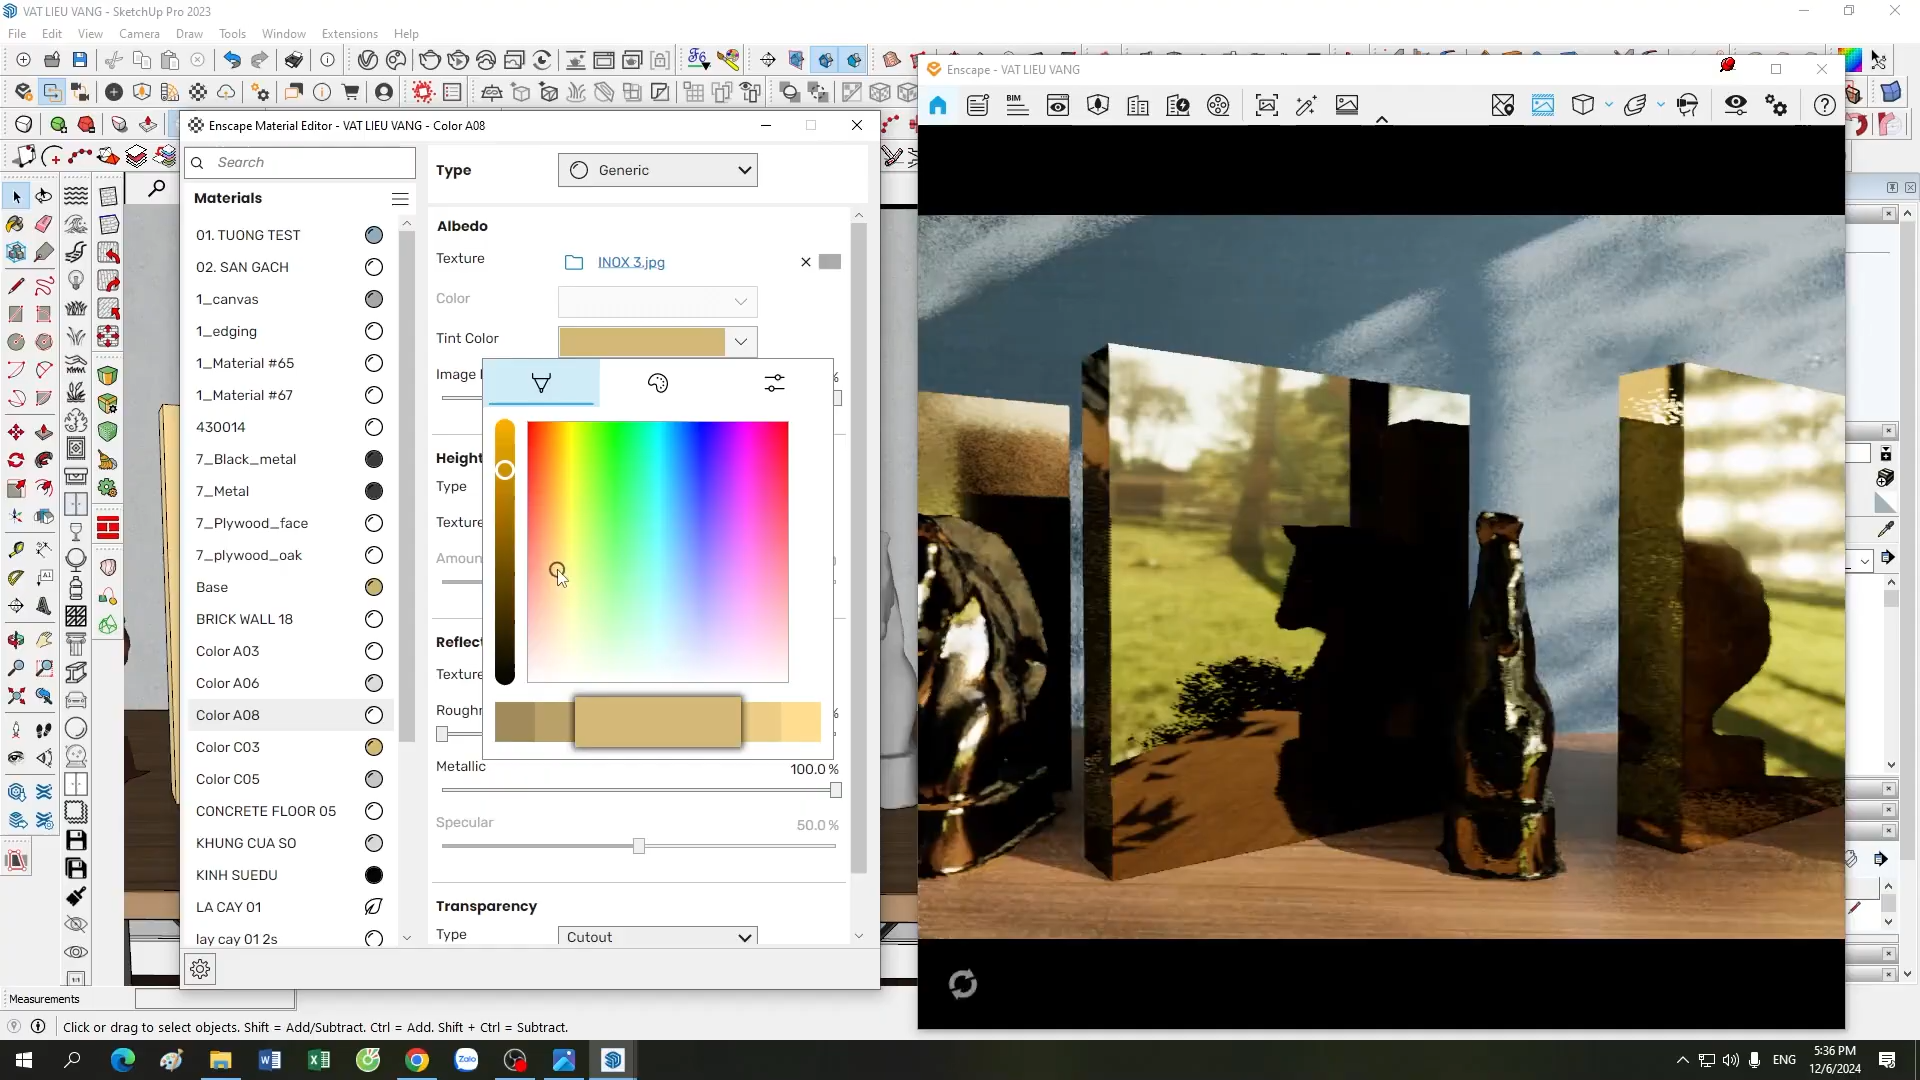 VAT LIEU VANG - SketchUp Pro 2023
File Edit View Camera Draw Tools Window Extensions Help
Enscape - VAT LIEU VANG
BIM
Enscape Material Editor - VAT LIEU VANG - Color A08
Search
Materials
01. TUONG TEST
02. SAN GACH
1_canvas
1_edging
1_Material #65
1_Material #67
430014
7_Black_metal
7_Metal
7_Plywood_face
7_plywood_oak
Base
BRICK WALL 18
Color A03
Color A06
Color A08
Color C03
Color C05
CONCRETE FLOOR 05
KHUNG CUA SO
KINH SUEDU
LA CAY 01
lay cay 01 2s
Type Generic
Albedo
Texture INOX 3.jpg
Color
Tint Color
Image
%
Height
Type
Texture
Amoun
Reflect
Texture
Roughr
%
Metallic 100.0 %
Specular 50.0 %
Transparency
Type Cutout
Measurements
Click or drag to select objects. Shift = Add/Subtract. Ctrl = Add. Shift + Ctrl = Subtract.
Zalo
ENG
5:36 PM
12/6/2024